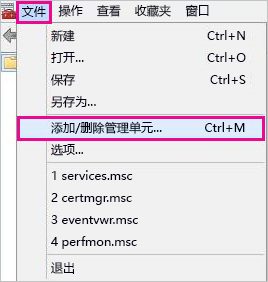 文件 操作 查看 收藏夹 窗口
新建 Ctrl+N
打开... Ctrl+O
保存 Ctrl+S
另存为...
添加/删除管理单元... Ctrl+M
选项...
1 services.msc
2 certmgr.msc
3 eventvwr.msc
4 perfmon.msc
退出